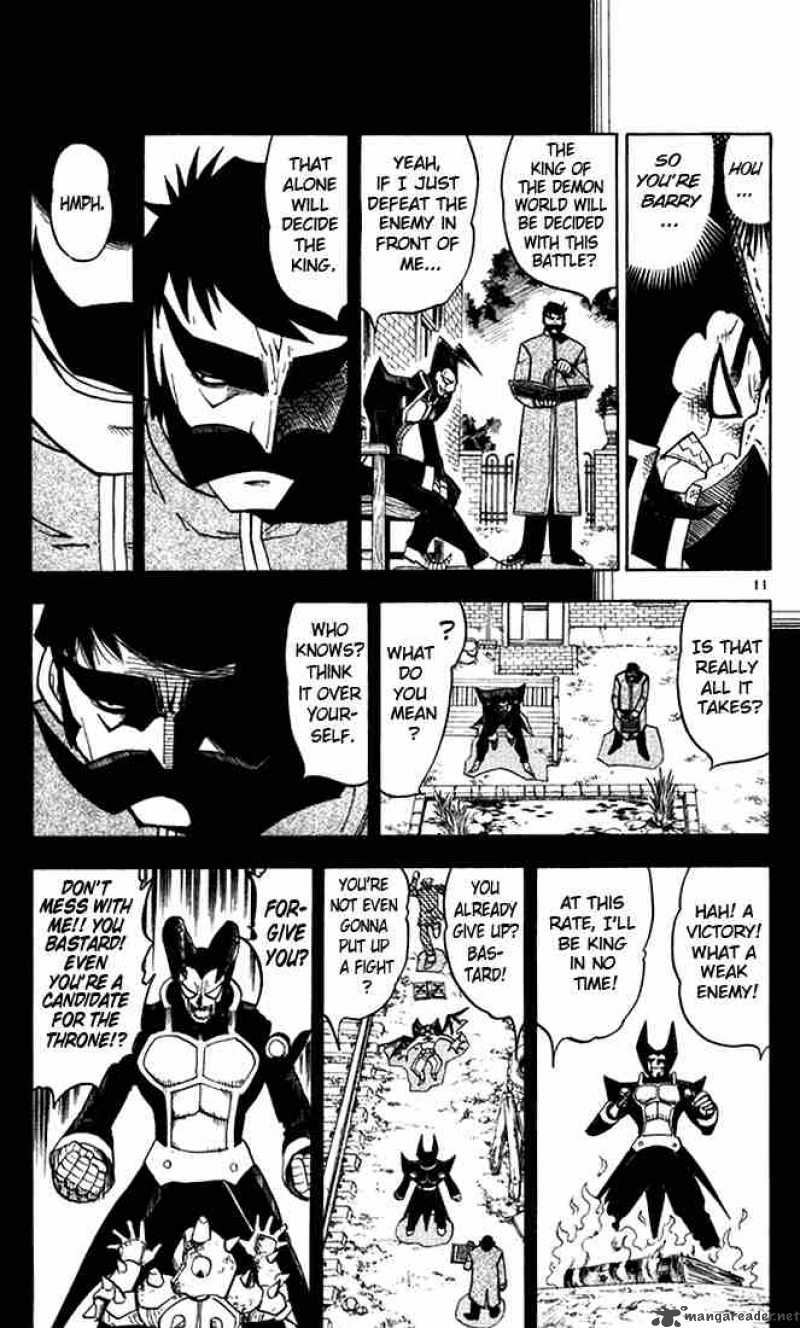 HOU
...
SO
YOU'RE
BARRY
...
THE
KING OF
THE DEMON
WORLD WILL
BE DECIDED
WITH THIS
BATTLE?
YEAH,
IF I JUST
DEFEAT THE
ENEMY IN
FRONT OF
ME...
THAT
ALONE
WILL
DECIDE
THE
KING.
HMPH.
11
IS THAT
REALLY
ALL IT
TAKES?
?
WHAT
DO
YOU
MEAN
?
WHO
KNOWS?
THINK
IT OVER
YOUR-
SELF.
HAH! A
VICTORY!
WHAT A
WEAK
ENEMY!
AT THIS
RATE, I'LL
BE KING
IN NO
TIME!
YOU
ALREADY
GIVE UP?
BAS-
TARD!
YOU'RE
NOT EVEN
GONNA
PUT UP
A FIGHT
?
FOR-
GIVE
YOU?
DON'T
MESS WITH
ME!! YOU
BASTARD!
EVEN
YOU'RE A
CANDIDATE
FOR THE
THRONE!?
mangareader.net